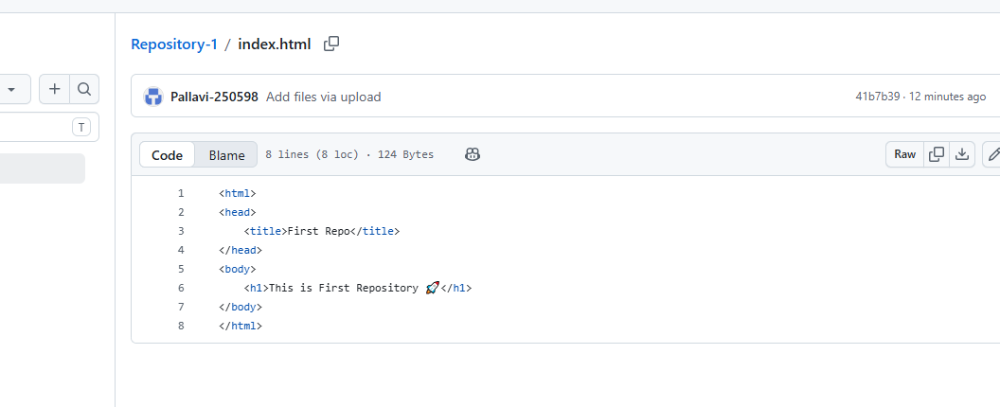 Repository-1 / index.html
Pallavi-250598 Add files via upload 41b7b39 · 12 minutes ago
T
Code Blame 8 lines (8 loc) · 124 Bytes Raw
1 <html>
2 <head>
3     <title>First Repo</title>
4 </head>
5 <body>
6     <h1>This is First Repository 🚀</h1>
7 </body>
8 </html>